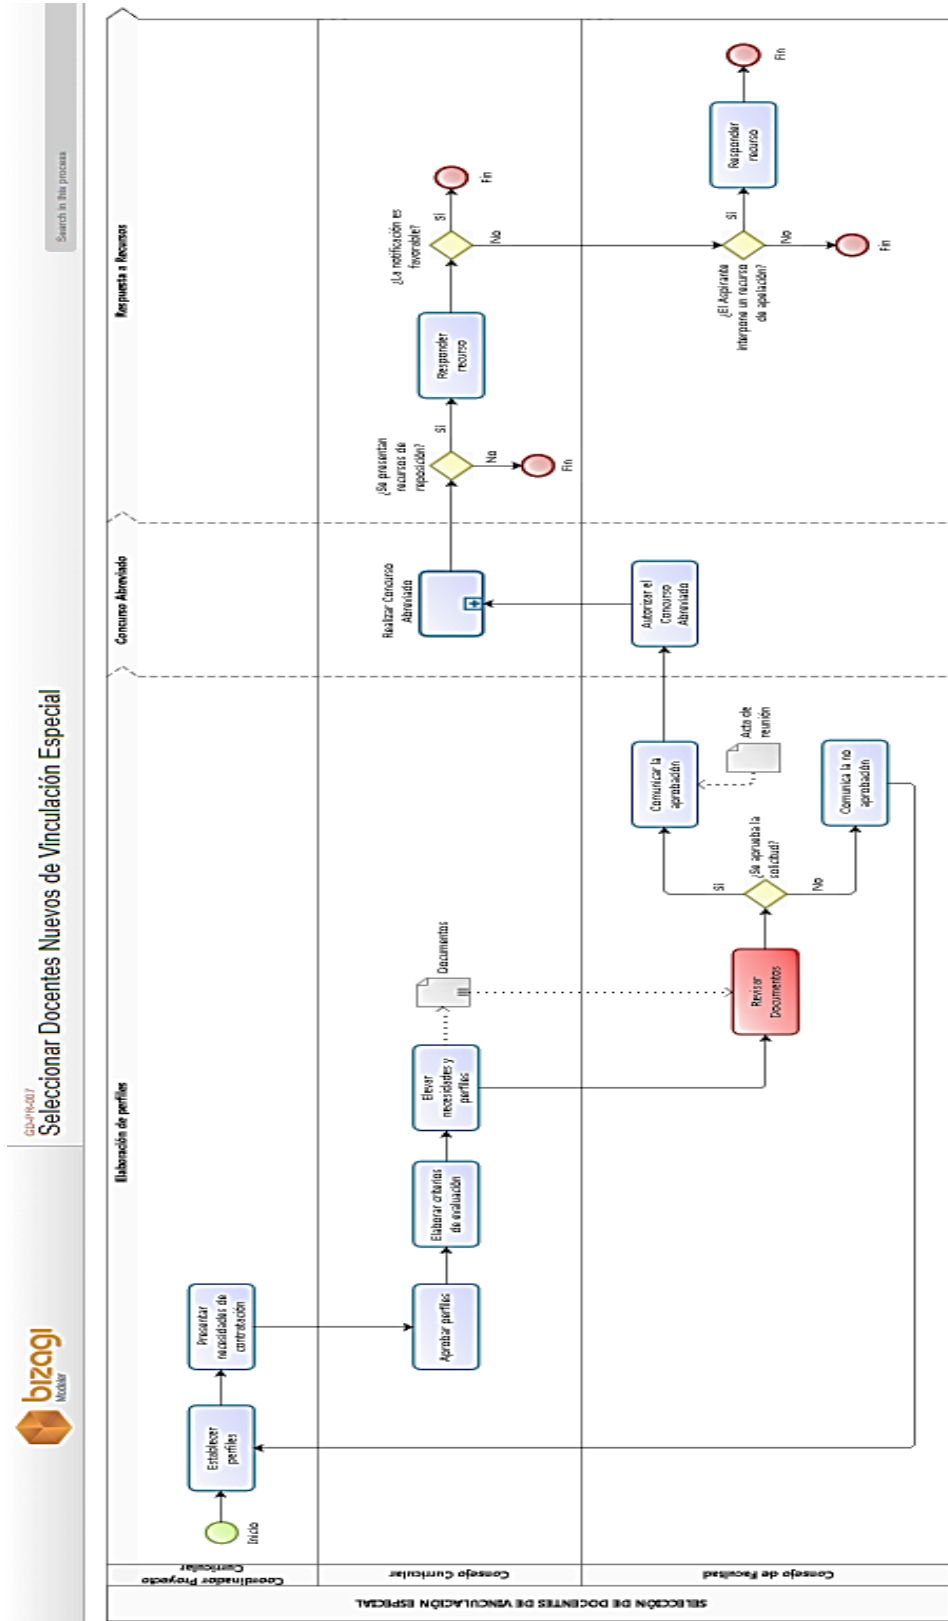 bizagi
Modeler
GD-PR-007
Seleccionar Docentes Nuevos de Vinculación Especial
Search in this process
Elaboración de perfiles
Concurso Abreviado
Respuesta a Recursos
SELECCIÓN DE DOCENTES DE VINCULACIÓN ESPECIAL
Coordinador Proyecto
Curricular
Inicio
Establecer
perfiles
Presentar
necesidades de
contratación
Consejo Curricular
Aprobar perfiles
Elaborar criterios
de evaluación
Elevar
necesidades y
perfiles
Documentos
Realizar Concurso
Abreviado
¿Se presentan
recursos de
reposición?
Si
No
Fin
Responder
recurso
¿La notificación es
favorable?
Si
No
Fin
Consejo de Facultad
Revisar
Documentos
¿Se aprueba la
solicitud?
Si
No
Comunicar la
aprobación
Acta de
reunión
Comunica la no
aprobación
Autorizar el
Concurso
Abreviado
¿El Aspirante
interpone un recurso
de apelación?
Si
No
Fin
Responder
recurso
Fin